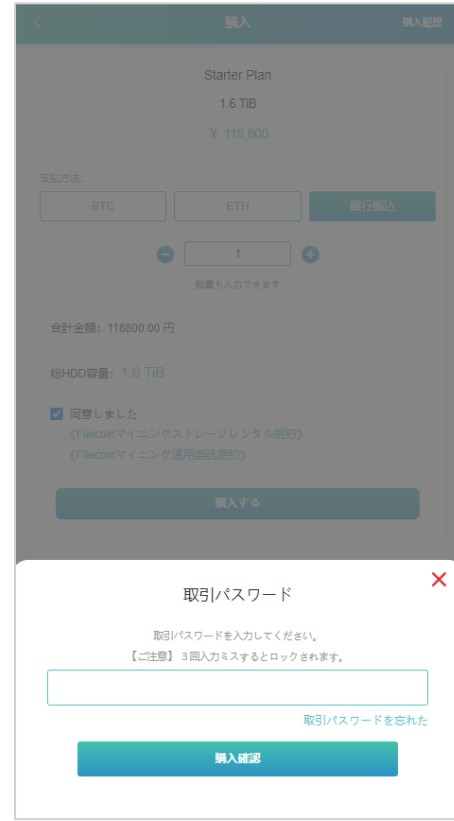 購入
購入履歴
Starter Plan
1.6 TiB
¥ 118,800
支払方法:
BTC
ETH
銀行振込
1
数量も入力できます
合計金額: 118800.00 円
総HDD容量: 1.6 TiB
同意しました
《Filecoinマイニングストレージレンタル規約》
《Filecoinマイニング運用委託規約》
購入する
取引パスワード
取引パスワードを入力してください。
【ご注意】 3回入力ミスするとロックされます。
取引パスワードを忘れた
購入確認